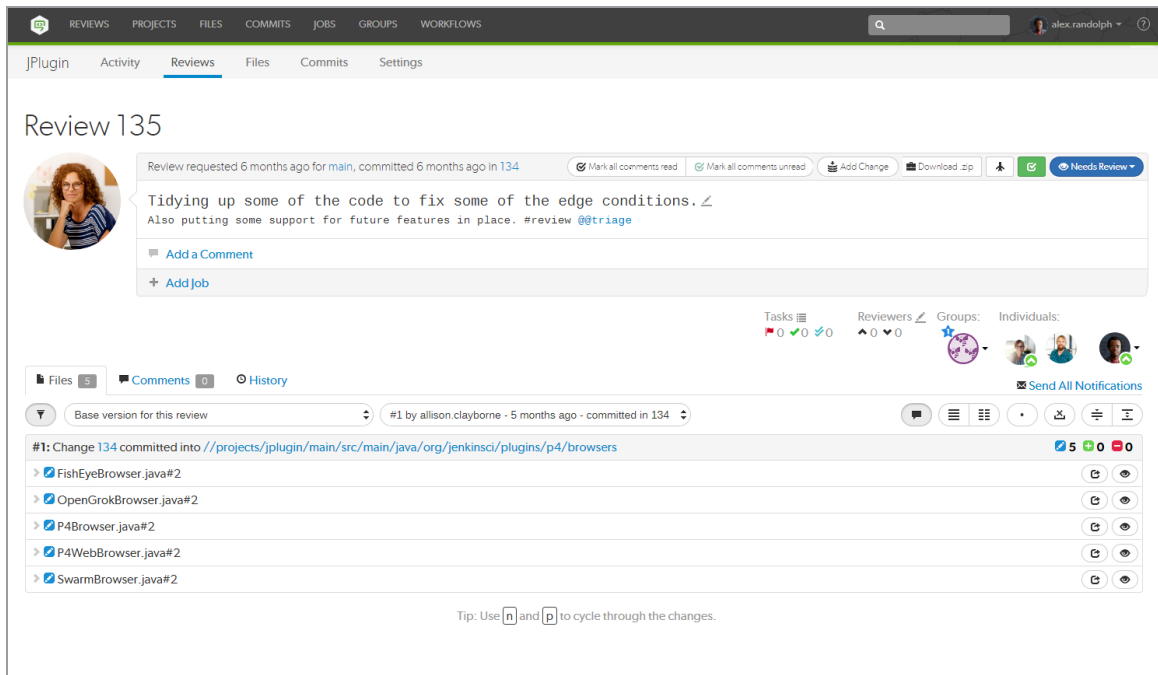 REVIEWS PROJECTS FILES COMMITS JOBS GROUPS WORKFLOWS alex.randolph
JPlugin Activity Reviews Files Commits Settings
Review 135
Review requested 6 months ago for main, committed 6 months ago in 134 Mark all comments read Mark all comments unread Add Change Download .zip Needs Review
Tidying up some of the code to fix some of the edge conditions.
Also putting some support for future features in place. #review @@triage
Add a Comment
+ Add Job
Tasks Reviewers Groups: Individuals:
0 0 0 0 0
1
Files 5 Comments 0 History
Send All Notifications
Base version for this review #1 by allison.clayborne - 5 months ago - committed in 134
#1: Change 134 committed into //projects/jplugin/main/src/main/java/org/jenkinsci/plugins/p4/browsers 5 0 0
FishEyeBrowser.java#2
OpenGrokBrowser.java#2
P4Browser.java#2
P4WebBrowser.java#2
SwarmBrowser.java#2
Tip: Use n and p to cycle through the changes.